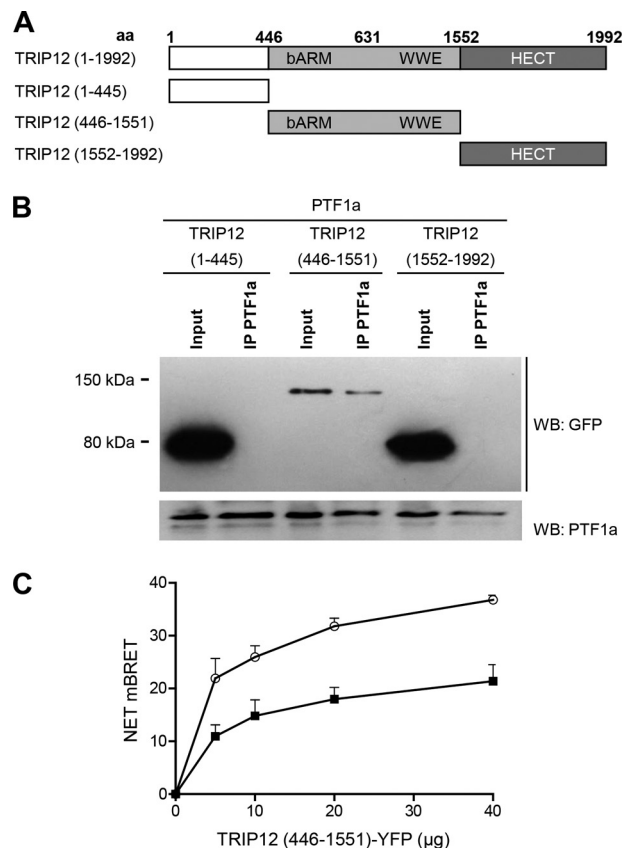 A
aa 1 446 631 1552 1992
TRIP12 (1-1992) bARM WWE HECT
TRIP12 (1-445)
TRIP12 (446-1551) bARM WWE
TRIP12 (1552-1992) HECT
B
PTF1a
TRIP12 TRIP12 TRIP12
(1-445) (446-1551) (1552-1992)
Input IP PTF1a Input IP PTF1a Input IP PTF1a
150 kDa
80 kDa
WB: GFP
WB: PTF1a
C
NET mBRET
40
30
20
10
0
0 10 20 30 40
TRIP12 (446-1551)-YFP (µg)